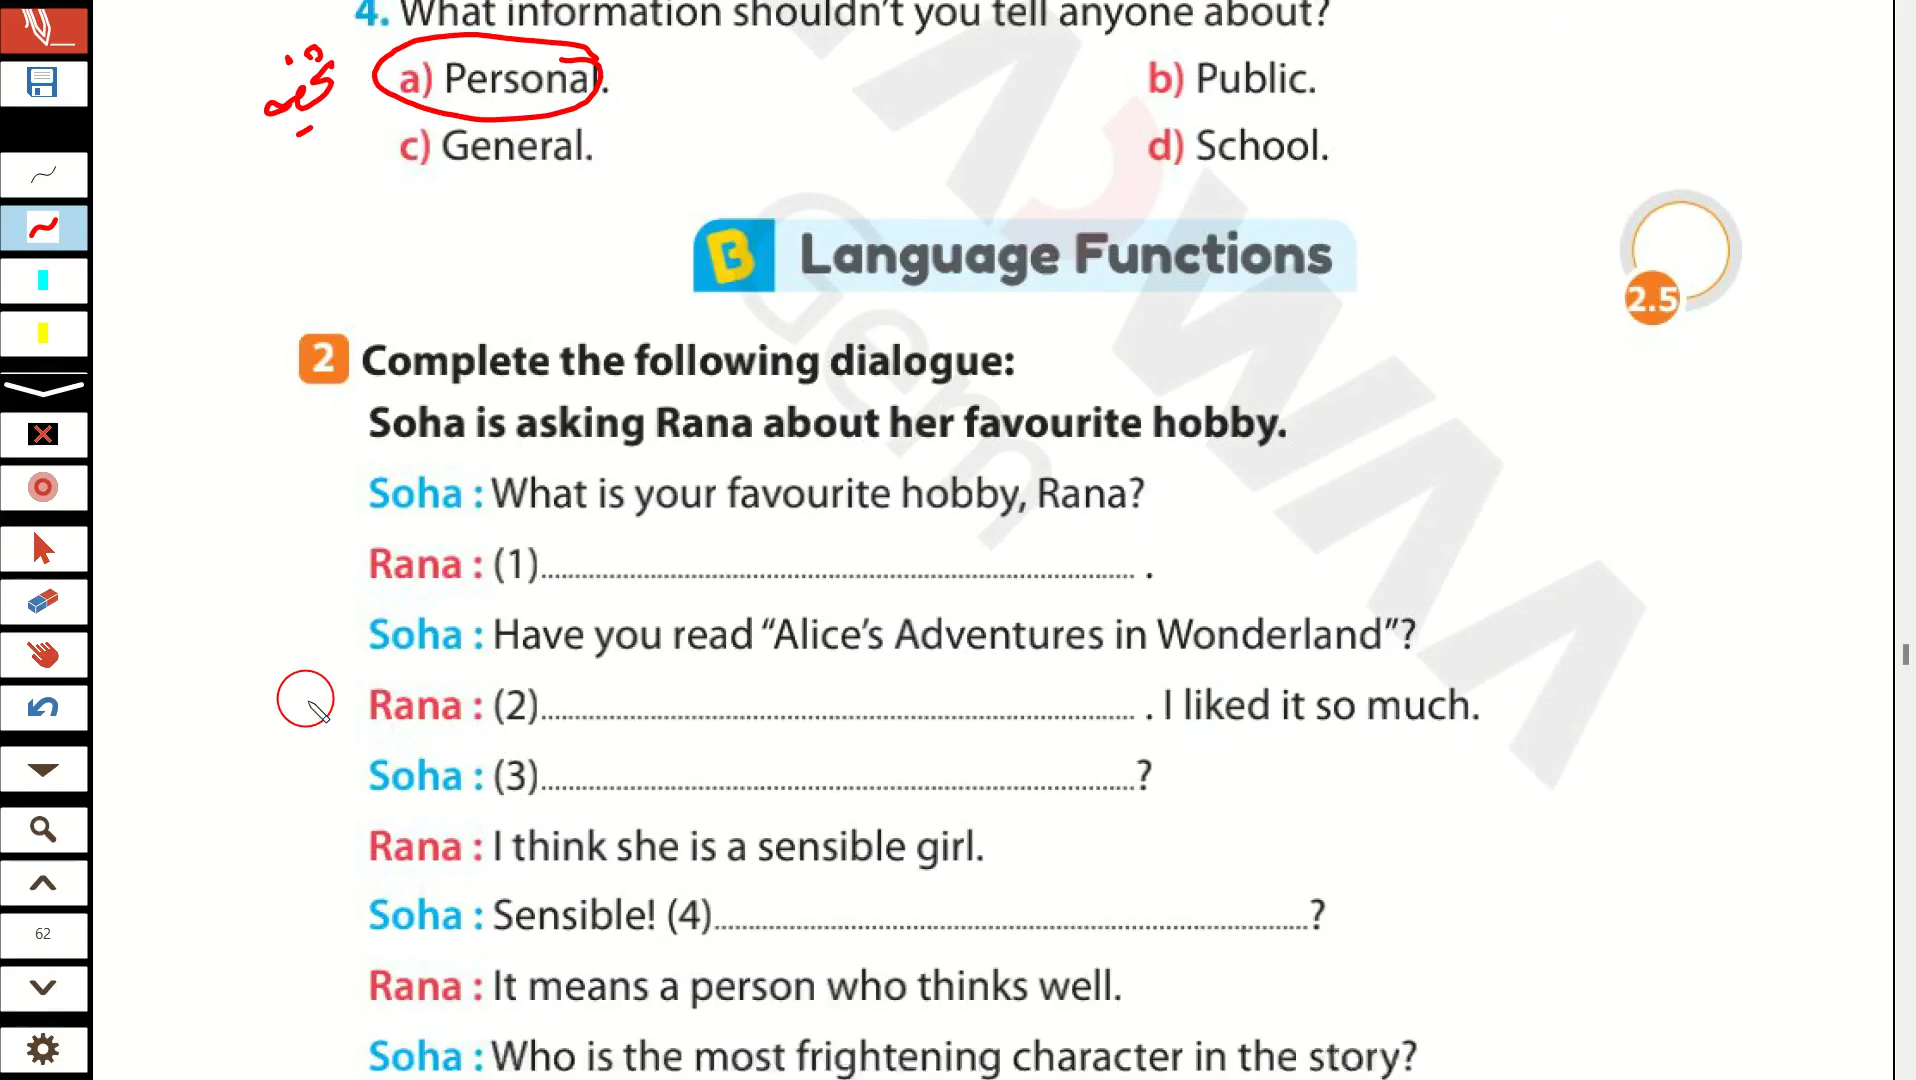 4. What information shouldn't you tell anyone about?
a) Personal.
b) Public.
c) General.
d) School.
B Language Functions
2.5
2 Complete the following dialogue:
Soha is asking Rana about her favourite hobby.
Soha : What is your favourite hobby, Rana?
Rana : (1).................................................. .
Soha : Have you read “Alice’s Adventures in Wonderland”?
Rana : (2).................................................. . I liked it so much.
Soha : (3)..................................................?
Rana : I think she is a sensible girl.
Soha : Sensible! (4)..................................................?
Rana : It means a person who thinks well.
Soha : Who is the most frightening character in the story?
62